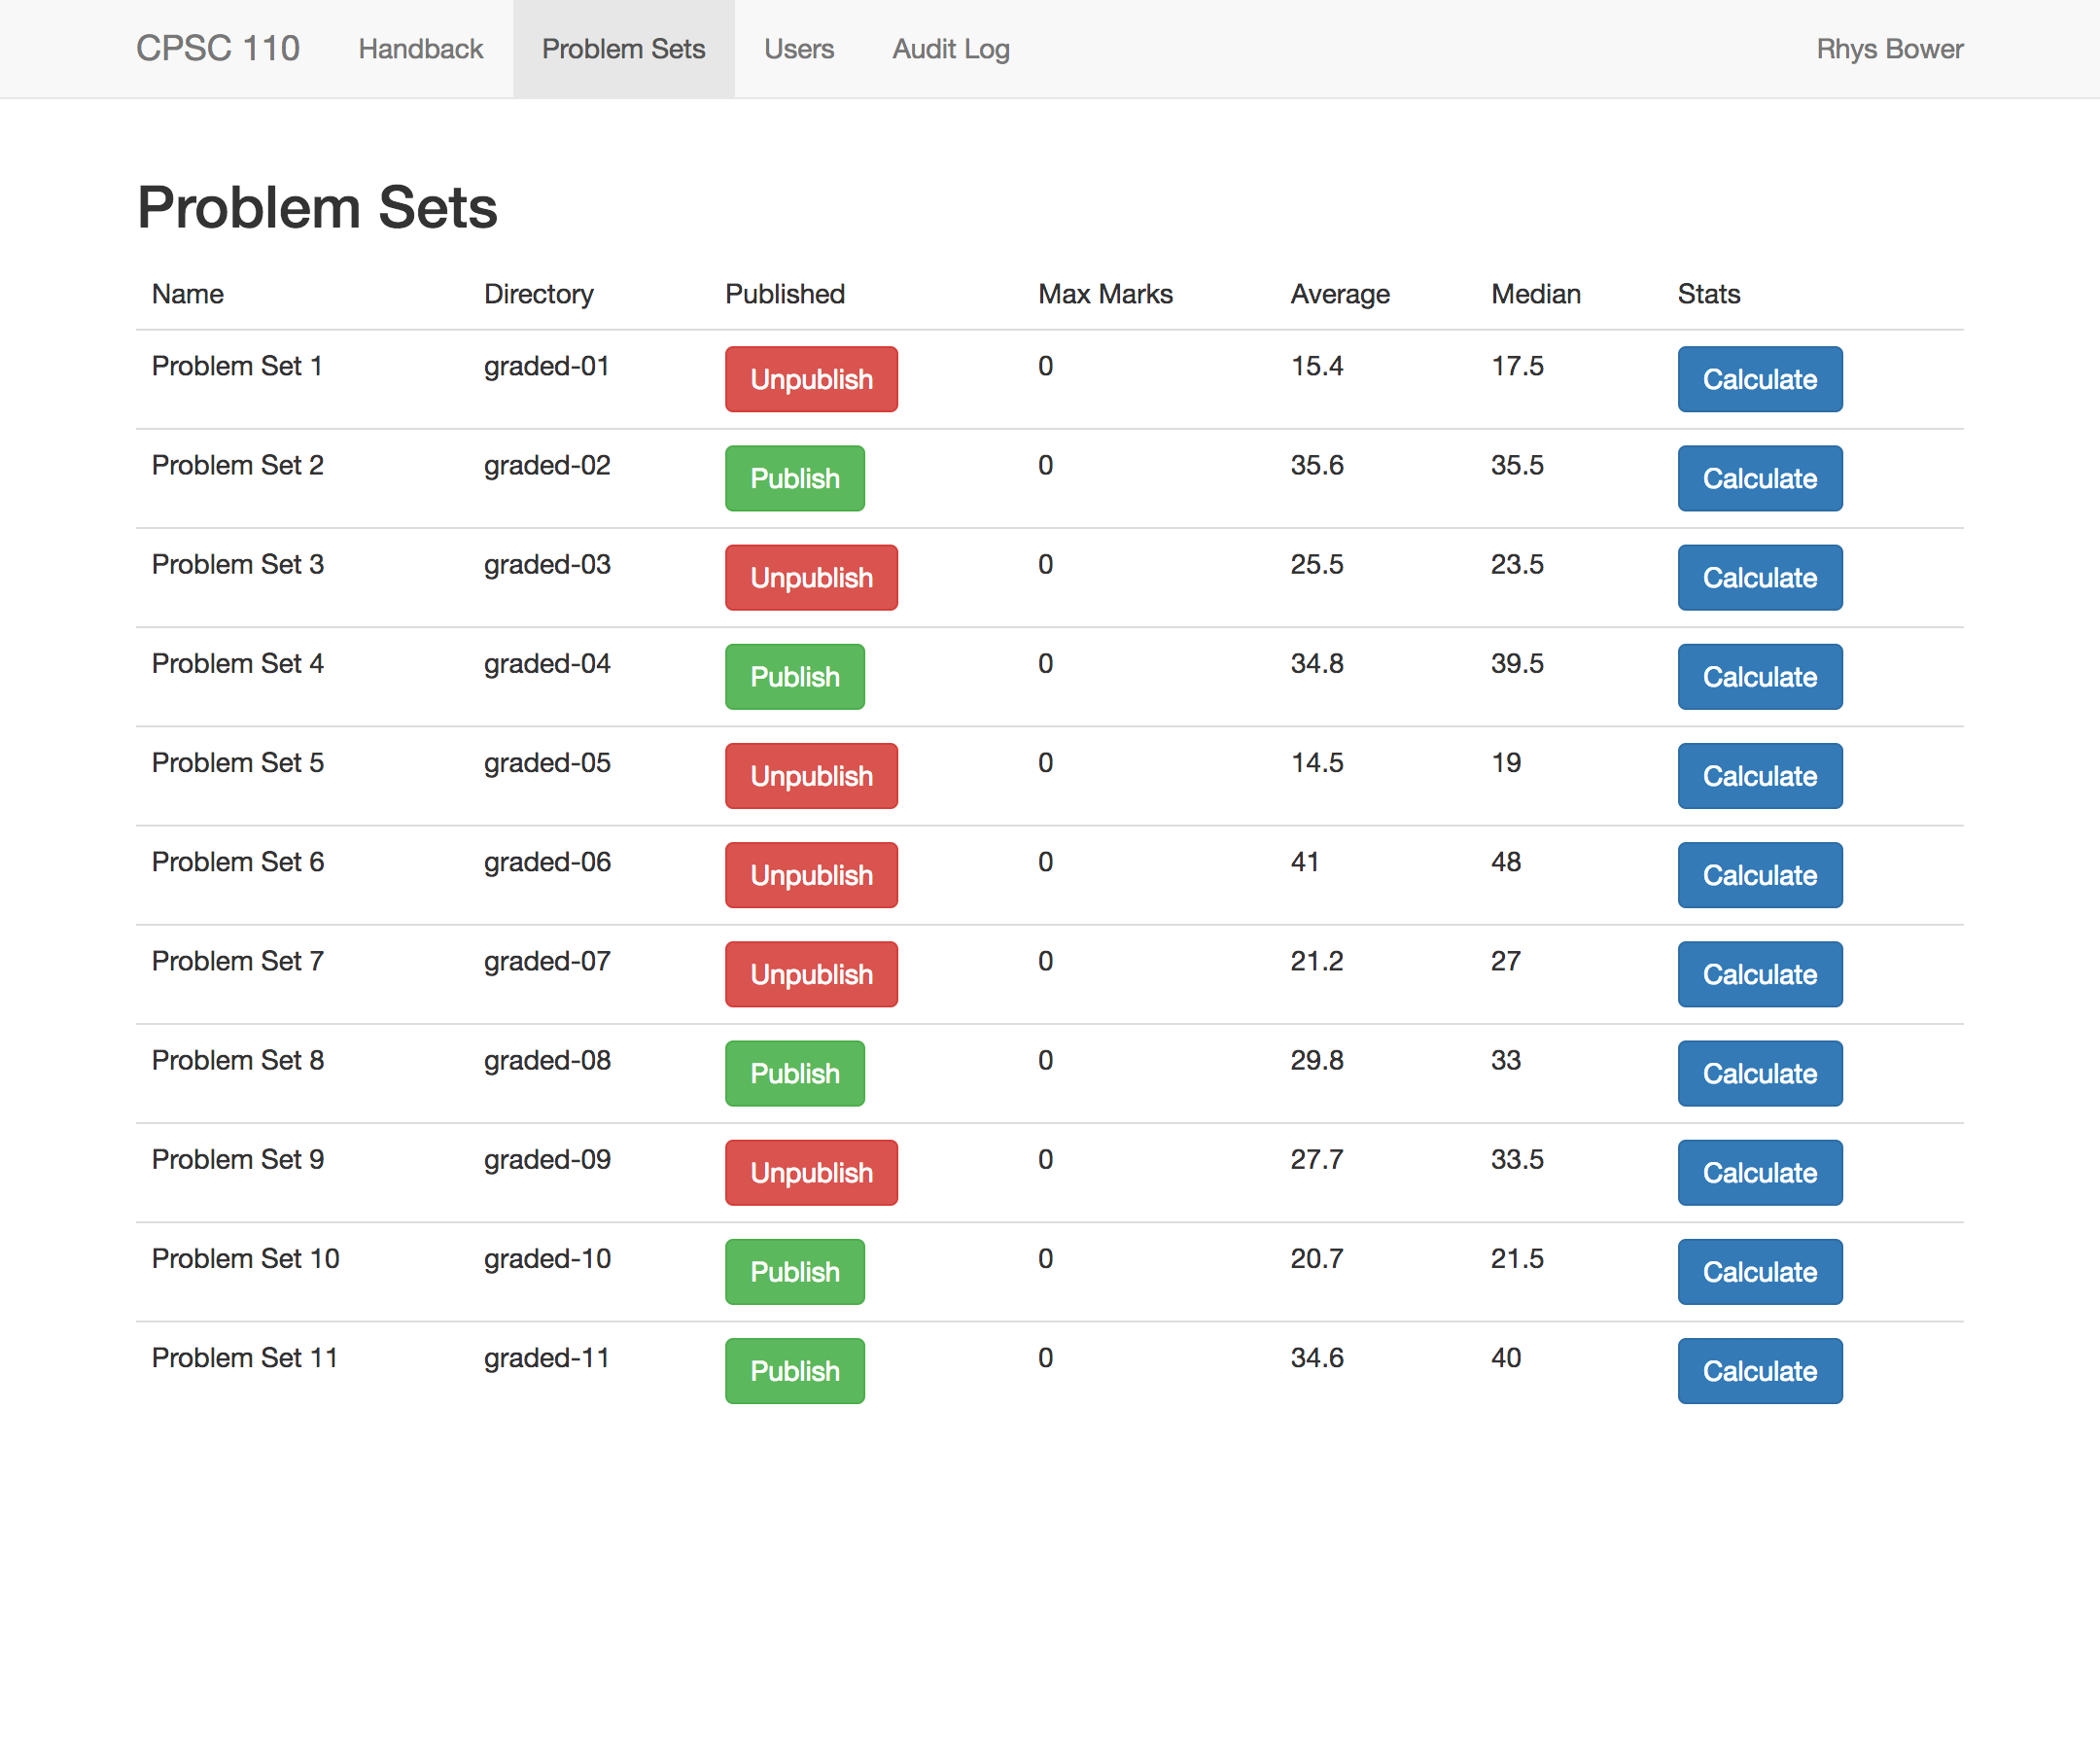 CPSC 110 Handback Problem Sets Users Audit Log Rhys Bower
Problem Sets
Name Directory Published Max Marks Average Median Stats
Problem Set 1 graded-01 Unpublish 0 15.4 17.5 Calculate
Problem Set 2 graded-02 Publish 0 35.6 35.5 Calculate
Problem Set 3 graded-03 Unpublish 0 25.5 23.5 Calculate
Problem Set 4 graded-04 Publish 0 34.8 39.5 Calculate
Problem Set 5 graded-05 Unpublish 0 14.5 19 Calculate
Problem Set 6 graded-06 Unpublish 0 41 48 Calculate
Problem Set 7 graded-07 Unpublish 0 21.2 27 Calculate
Problem Set 8 graded-08 Publish 0 29.8 33 Calculate
Problem Set 9 graded-09 Unpublish 0 27.7 33.5 Calculate
Problem Set 10 graded-10 Publish 0 20.7 21.5 Calculate
Problem Set 11 graded-11 Publish 0 34.6 40 Calculate